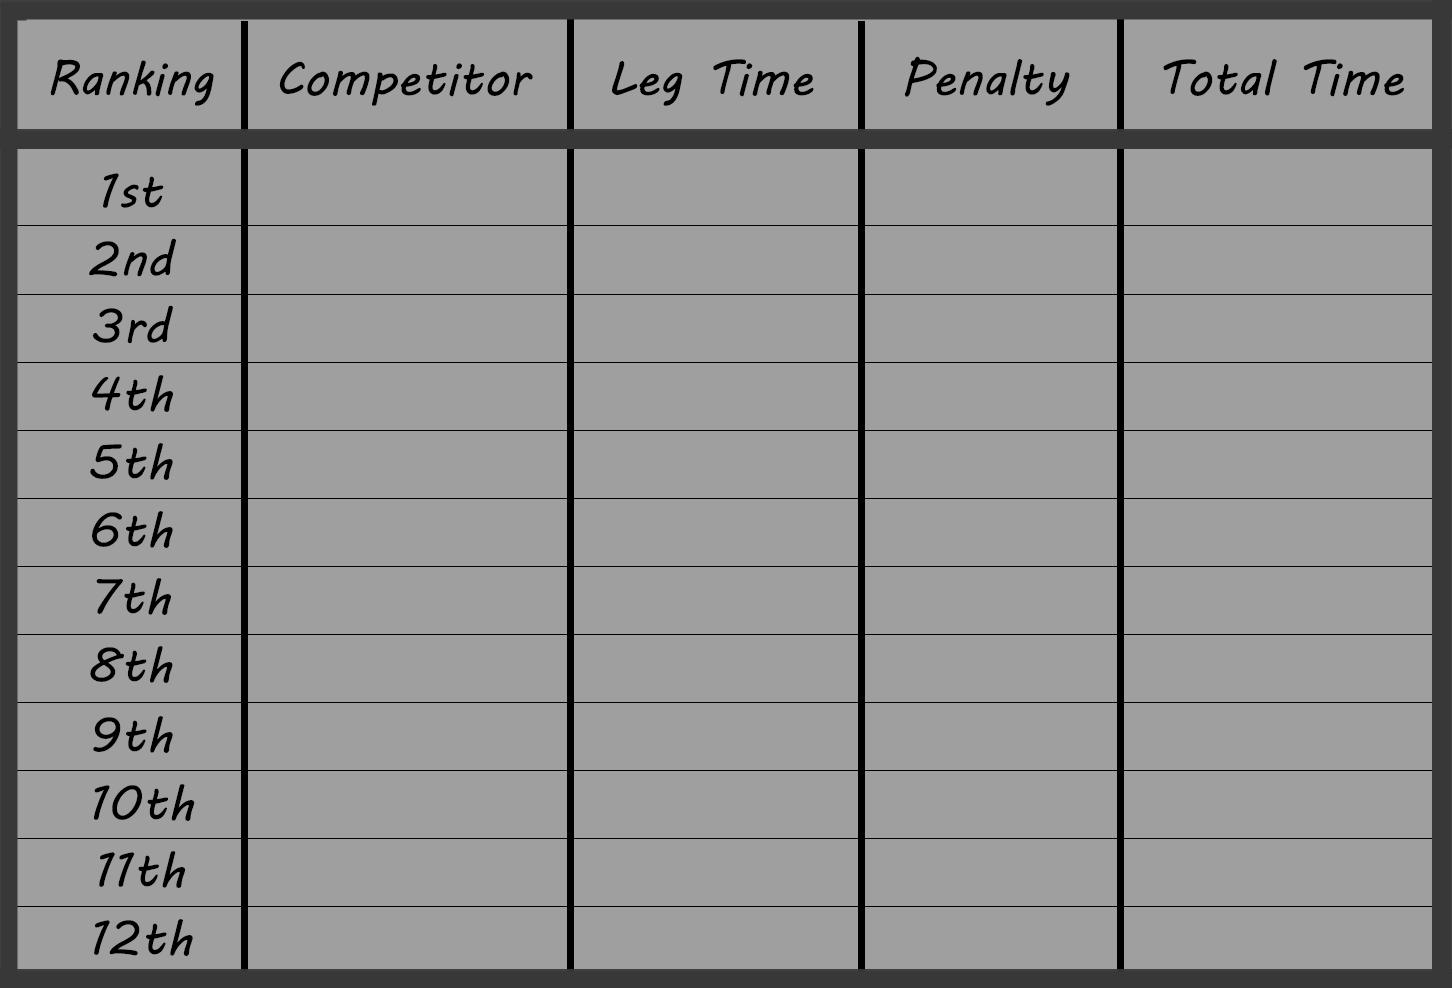 Ranking Competitor Leg Time Penalty Total Time
1st
2nd
3rd
4th
5th
6th
7th
8th
9th
10th
11th
12th